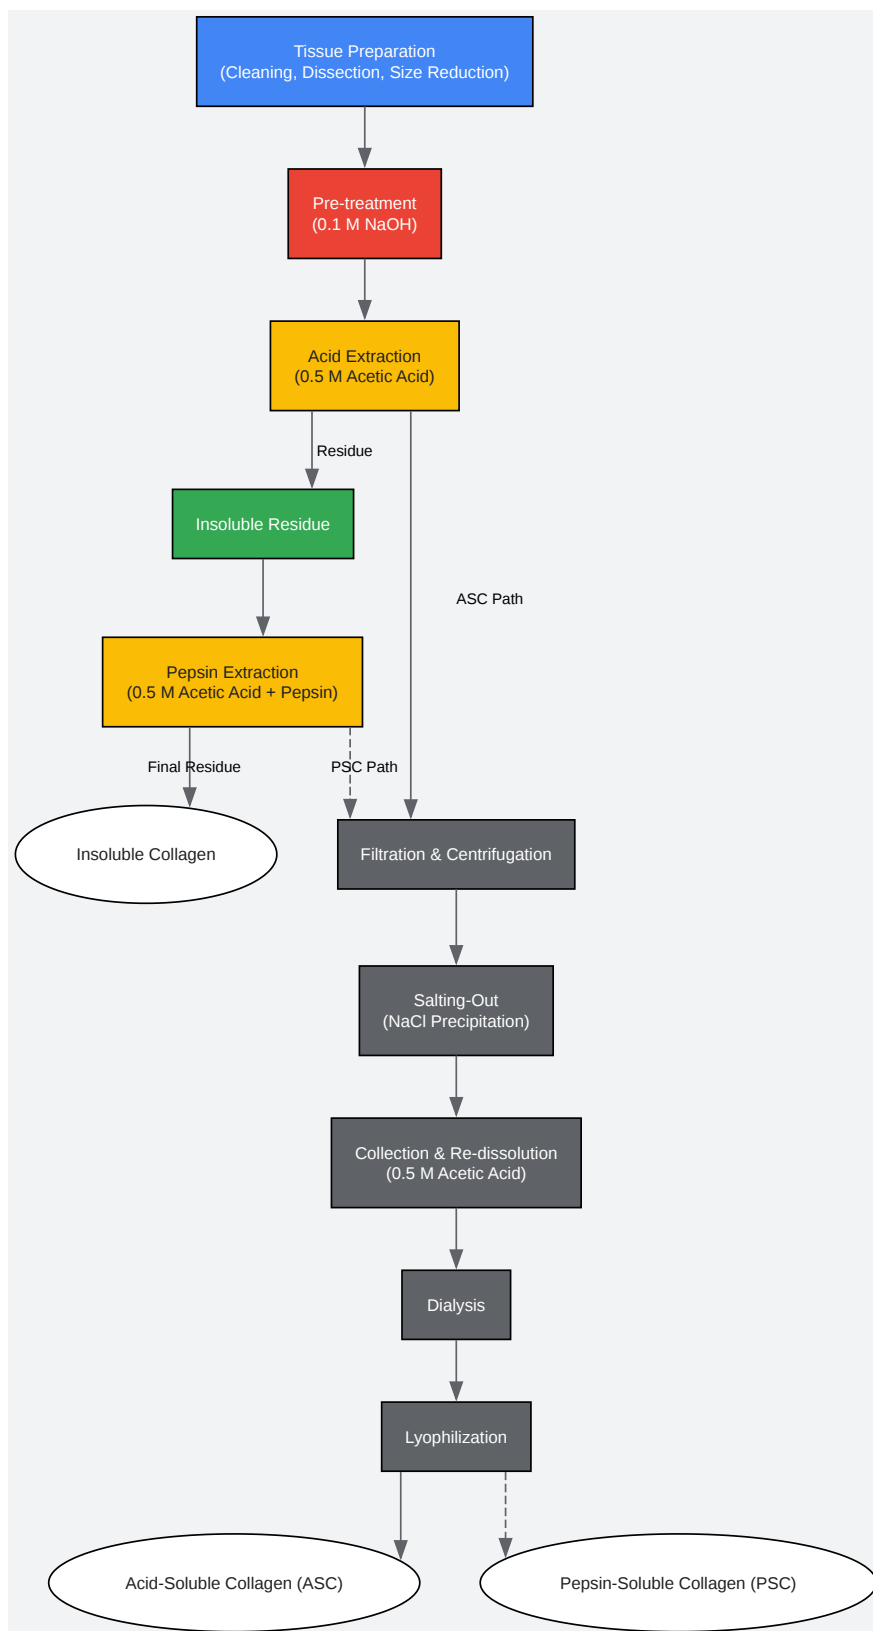 Tissue Preparation
(Cleaning, Dissection, Size Reduction)
Pre-treatment
(0.1 M NaOH)
Acid Extraction
(0.5 M Acetic Acid)
Residue
Insoluble Residue
ASC Path
Pepsin Extraction
(0.5 M Acetic Acid + Pepsin)
Final Residue
PSC Path
Insoluble Collagen
Filtration & Centrifugation
Salting-Out
(NaCl Precipitation)
Collection & Re-dissolution
(0.5 M Acetic Acid)
Dialysis
Lyophilization
Acid-Soluble Collagen (ASC)
Pepsin-Soluble Collagen (PSC)